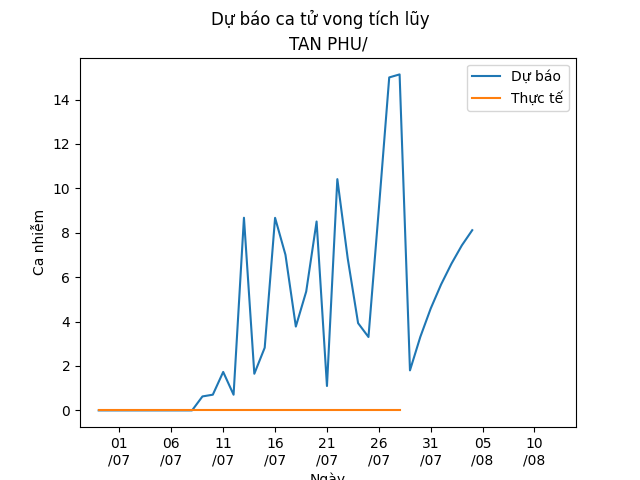 Dự báo ca tử vong tích lũy
TAN PHU/
Dự báo
Thực tế
Ca nhiễm
14
12
10
8
6
4
2
0
01 /07
06 /07
11 /07
16 /07
21 /07
26 /07
31 /07
05 /08
10 /08
Ngày